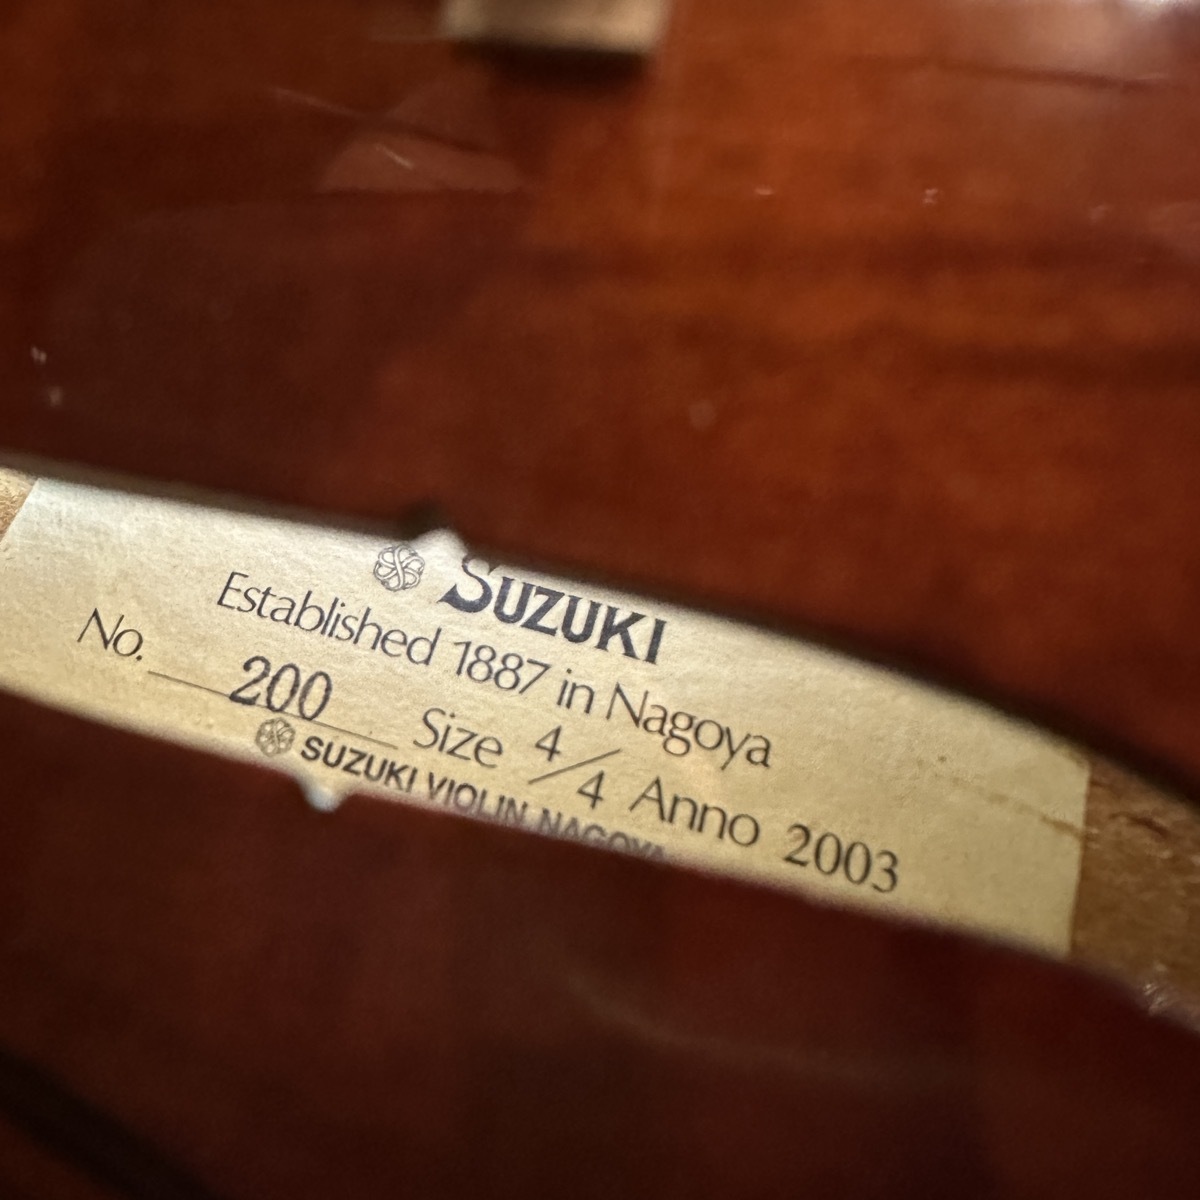 SUZUKI
Established 1887 in Nagoya
No. 200 Size 4/4 Anno 2003
SUZUKI VIOLIN NAGOYA